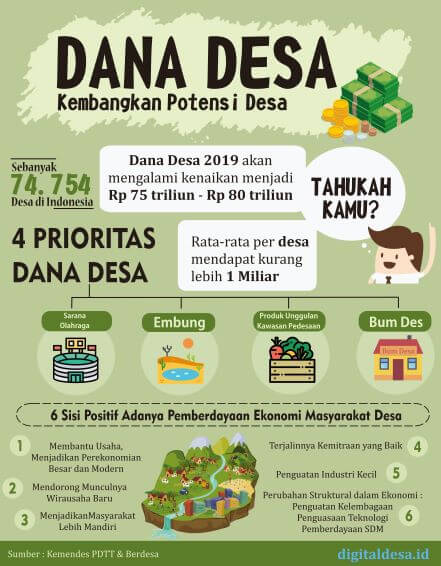 DANA DESA
Kembangkan Potensi Desa
Sebanyak
74.754
Desa di Indonesia
Dana Desa 2019 akan
mengalami kenaikan menjadi
Rp 75 triliun - Rp 80 triliun
TAHUKAH
KAMU?
4 PRIORITAS
DANA DESA
Rata-rata per desa
mendapat kurang
lebih 1 Miliar
Sarana
Olahraga
Embung
Produk Unggulan
Kawasan Pedesaan
Bum Des
Bum Desa
6 Sisi Positif Adanya Pemberdayaan Ekonomi Masyarakat Desa
1
Membantu Usaha,
Menjadikan Perekonomian
Besar dan Modern
2
Mendorong Munculnya
Wirausaha Baru
3
MenjadikanMasyarakat
Lebih Mandiri
Terjalinnya Kemitraan yang Baik
4
Penguatan Industri Kecil
5
Perubahan Struktural dalam Ekonomi :
Penguatan Kelembagaan
Penguasaan Teknologi
Pemberdayaan SDM
6
Sumber : Kemendes PDTT & Berdesa
digitaldesa.id